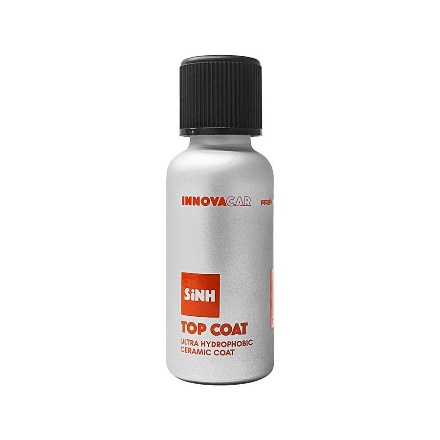 INNOVACAR
SiNH
TOP COAT
ULTRA HYDROPHOBIC
CERAMIC COAT